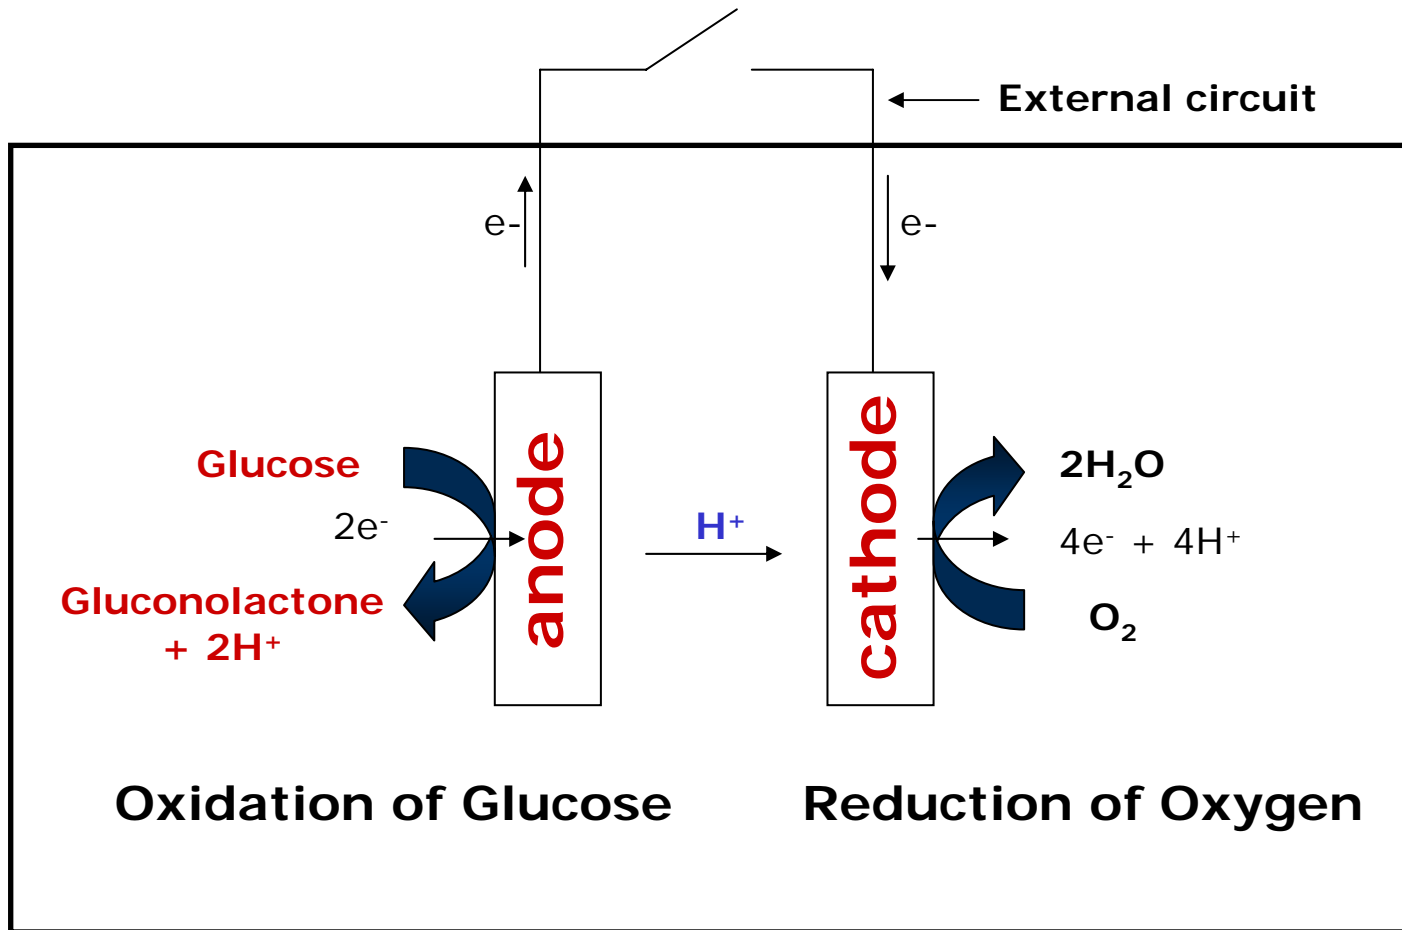 External circuit
e-
e-
anode
cathode
Glucose
2e⁻
Gluconolactone
+ 2H⁺
H⁺
2H₂O
4e⁻ + 4H⁺
O₂
Oxidation of Glucose
Reduction of Oxygen